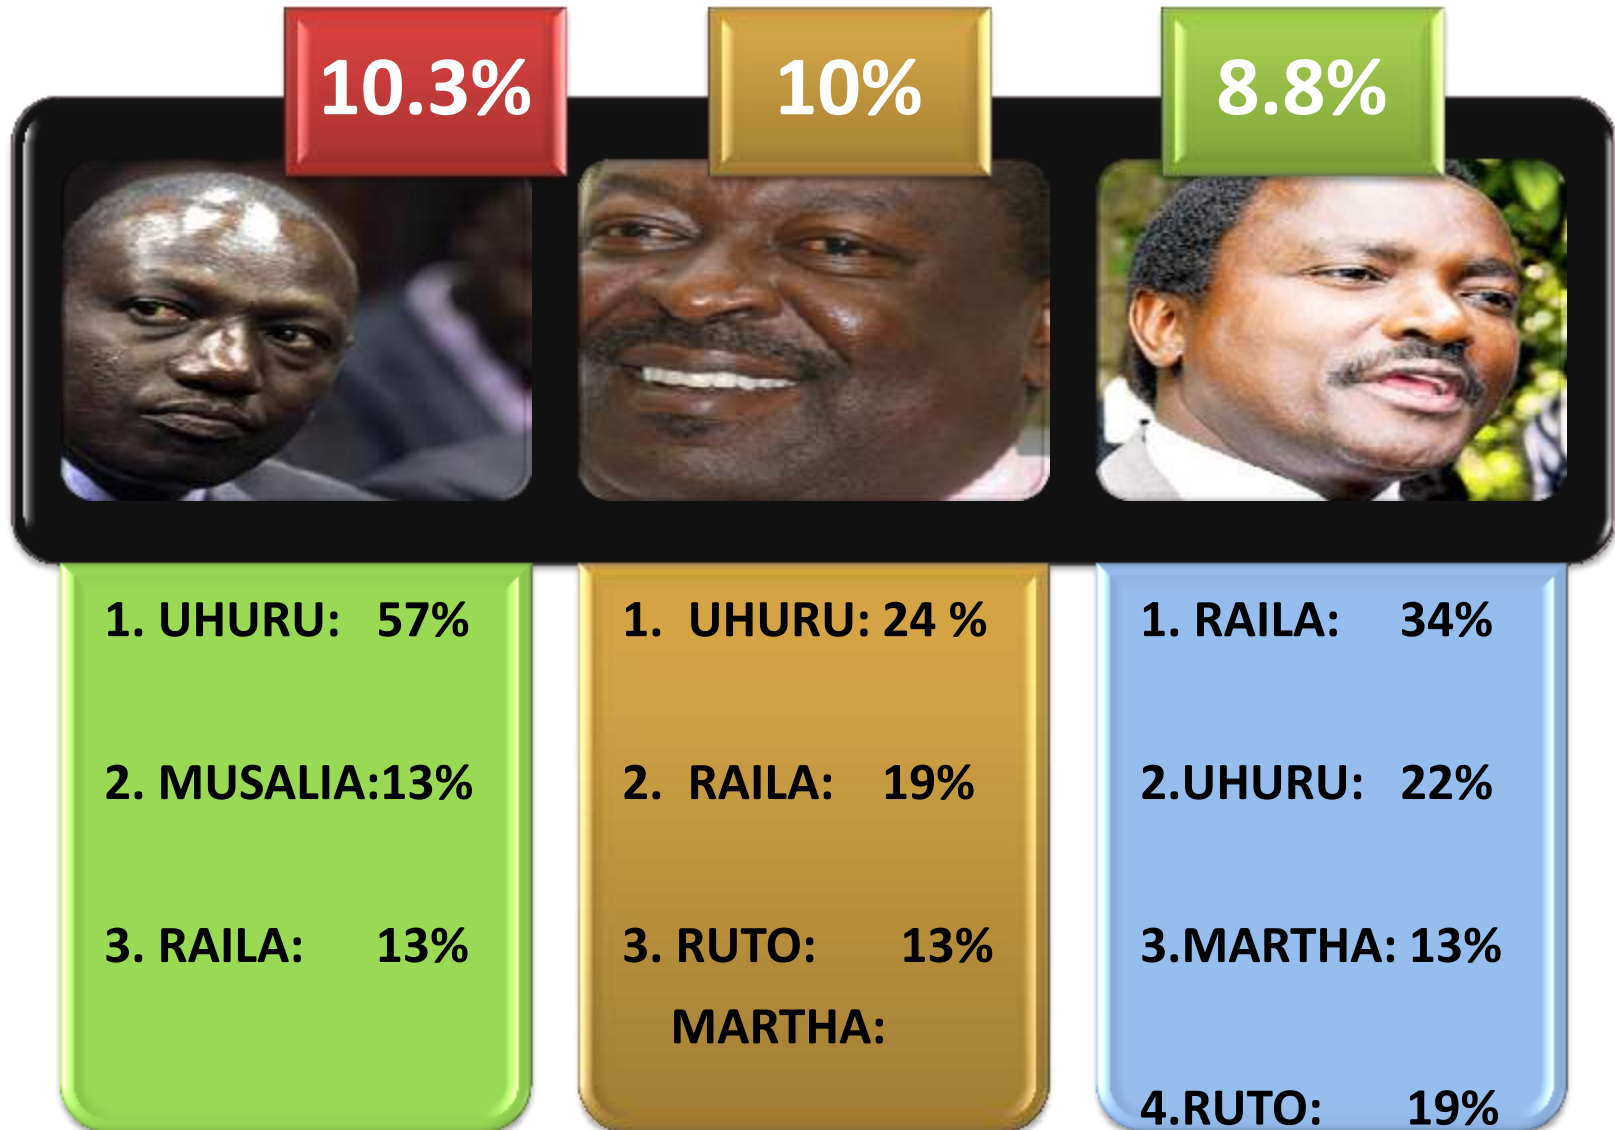 10.3%
10%
8.8%
1. UHURU: 57%
2. MUSALIA:13%
3. RAILA: 13%
1. UHURU: 24 %
2. RAILA: 19%
3. RUTO: 13%
MARTHA:
1. RAILA: 34%
2.UHURU: 22%
3.MARTHA: 13%
4.RUTO: 19%